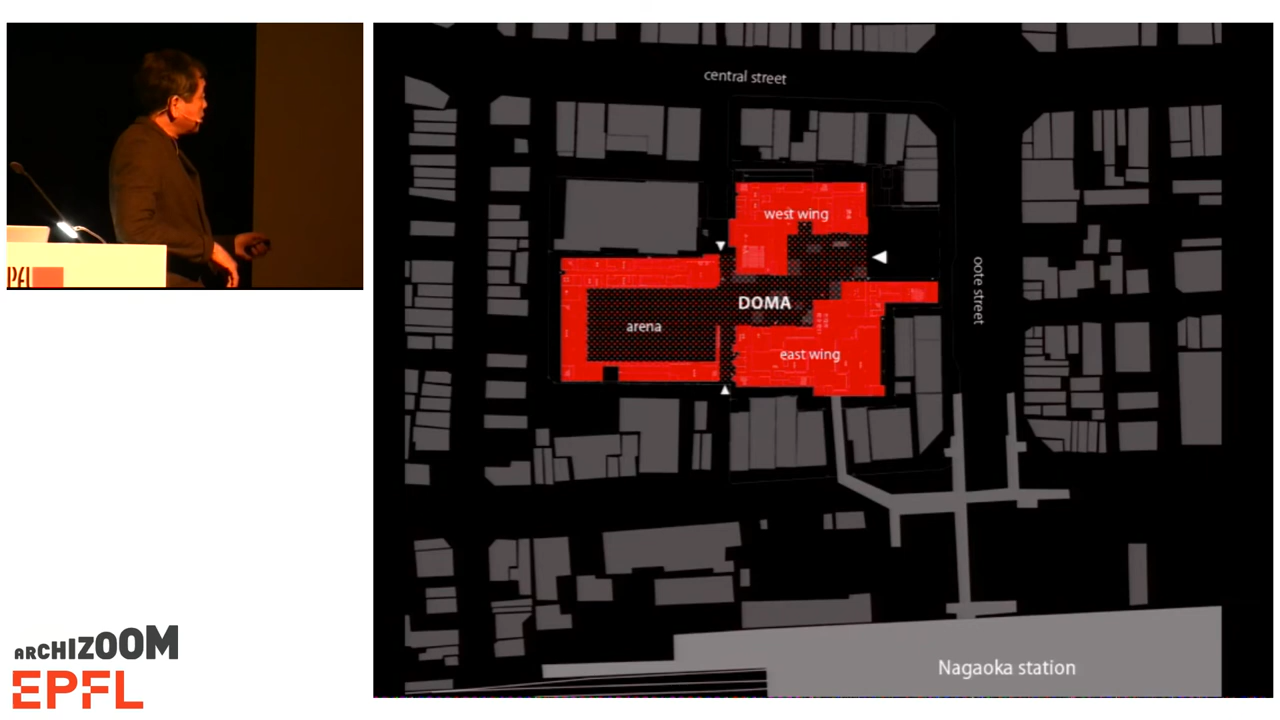 central street
west wing
DOMA
arena
east wing
oote street
Nagaoka station
ARCHIZOOM
EPFL